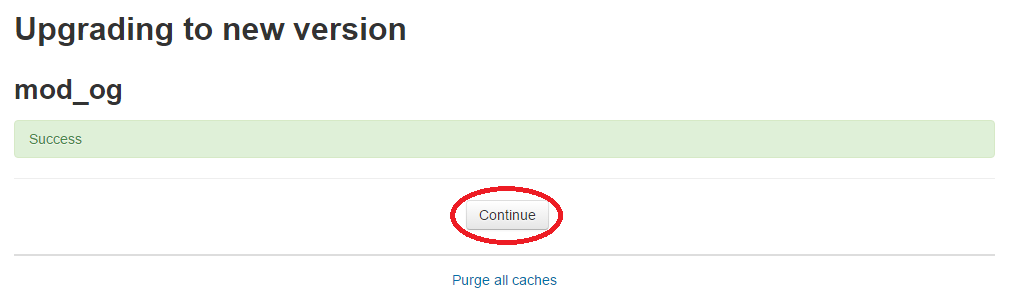 Upgrading to new version
mod_og
Success
Continue
Purge all caches